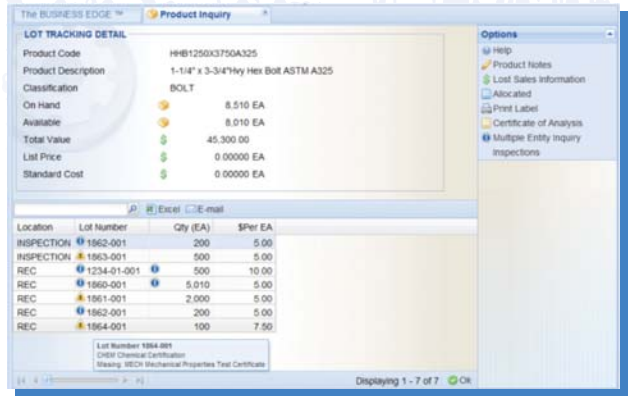 The BUSINESS EDGE ™ Product Inquiry
LOT TRACKING DETAIL
Product Code HHB1250X3750A325
Product Description 1-1/4" x 3-3/4"Hvy Hex Bolt ASTM A325
Classification BOLT
On Hand 8,510 EA
Available 8,010 EA
Total Value $ 45,300.00
List Price $ 0.00000 EA
Standard Cost $ 0.00000 EA
Options
Help
Product Notes
$ Lost Sales Information
Allocated
Print Label
Certificate of Analysis
Multiple Entity Inquiry
Inspections
Excel E-mail
Location Lot Number Qty (EA) $Per EA
INSPECTION 1862-001 200 5.00
INSPECTION 1863-001 500 5.00
REC 1234-01-001 500 10.00
REC 1860-001 5,010 5.00
REC 1861-001 2,000 5.00
REC 1862-001 200 5.00
REC 1864-001 100 7.50
Lot Number 1864-001
CHEM Chemical Certification
Missing: MECH Mechanical Properties Test Certificate
Displaying 1 - 7 of 7 Ok